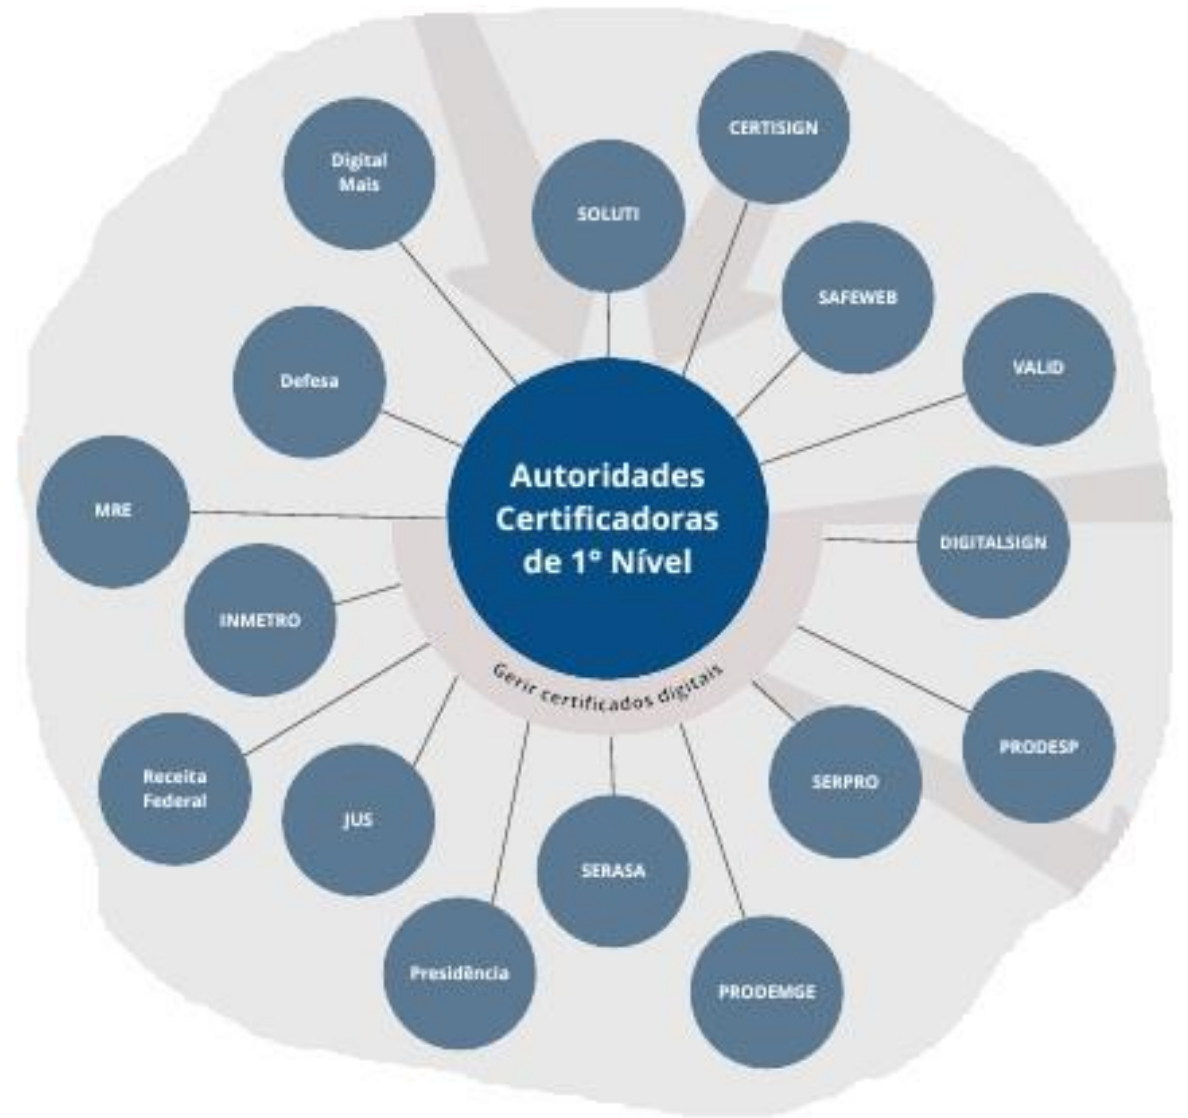 CERTISIGN
Digital
Mais
SOLUTI
SAFEWEB
VALID
Defesa
MRE
Autoridades
Certificadoras
de 1º Nível
DIGITALSIGN
INMETRO
Gerir certificados digitais
PRODESP
Receita
Federal
JUS
SERPRO
SERASA
Presidência
PRODEMGE